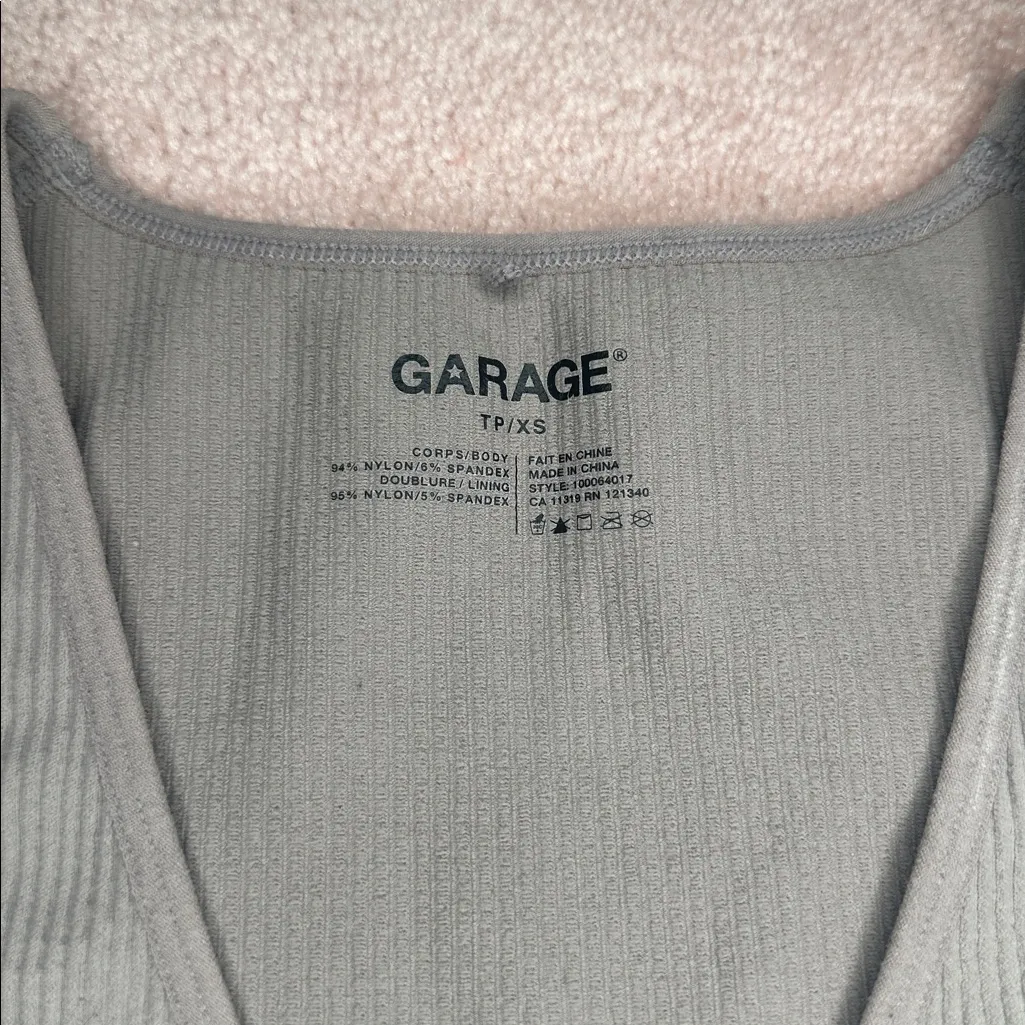 GARAGE®
TP/XS
CORPS/BODY
94% NYLON/6% SPANDEX
DOUBLURE / LINING
95% NYLON/5% SPANDEX
FAIT EN CHINE
MADE IN CHINA
STYLE: 100064017
CA 11319 RN 121340